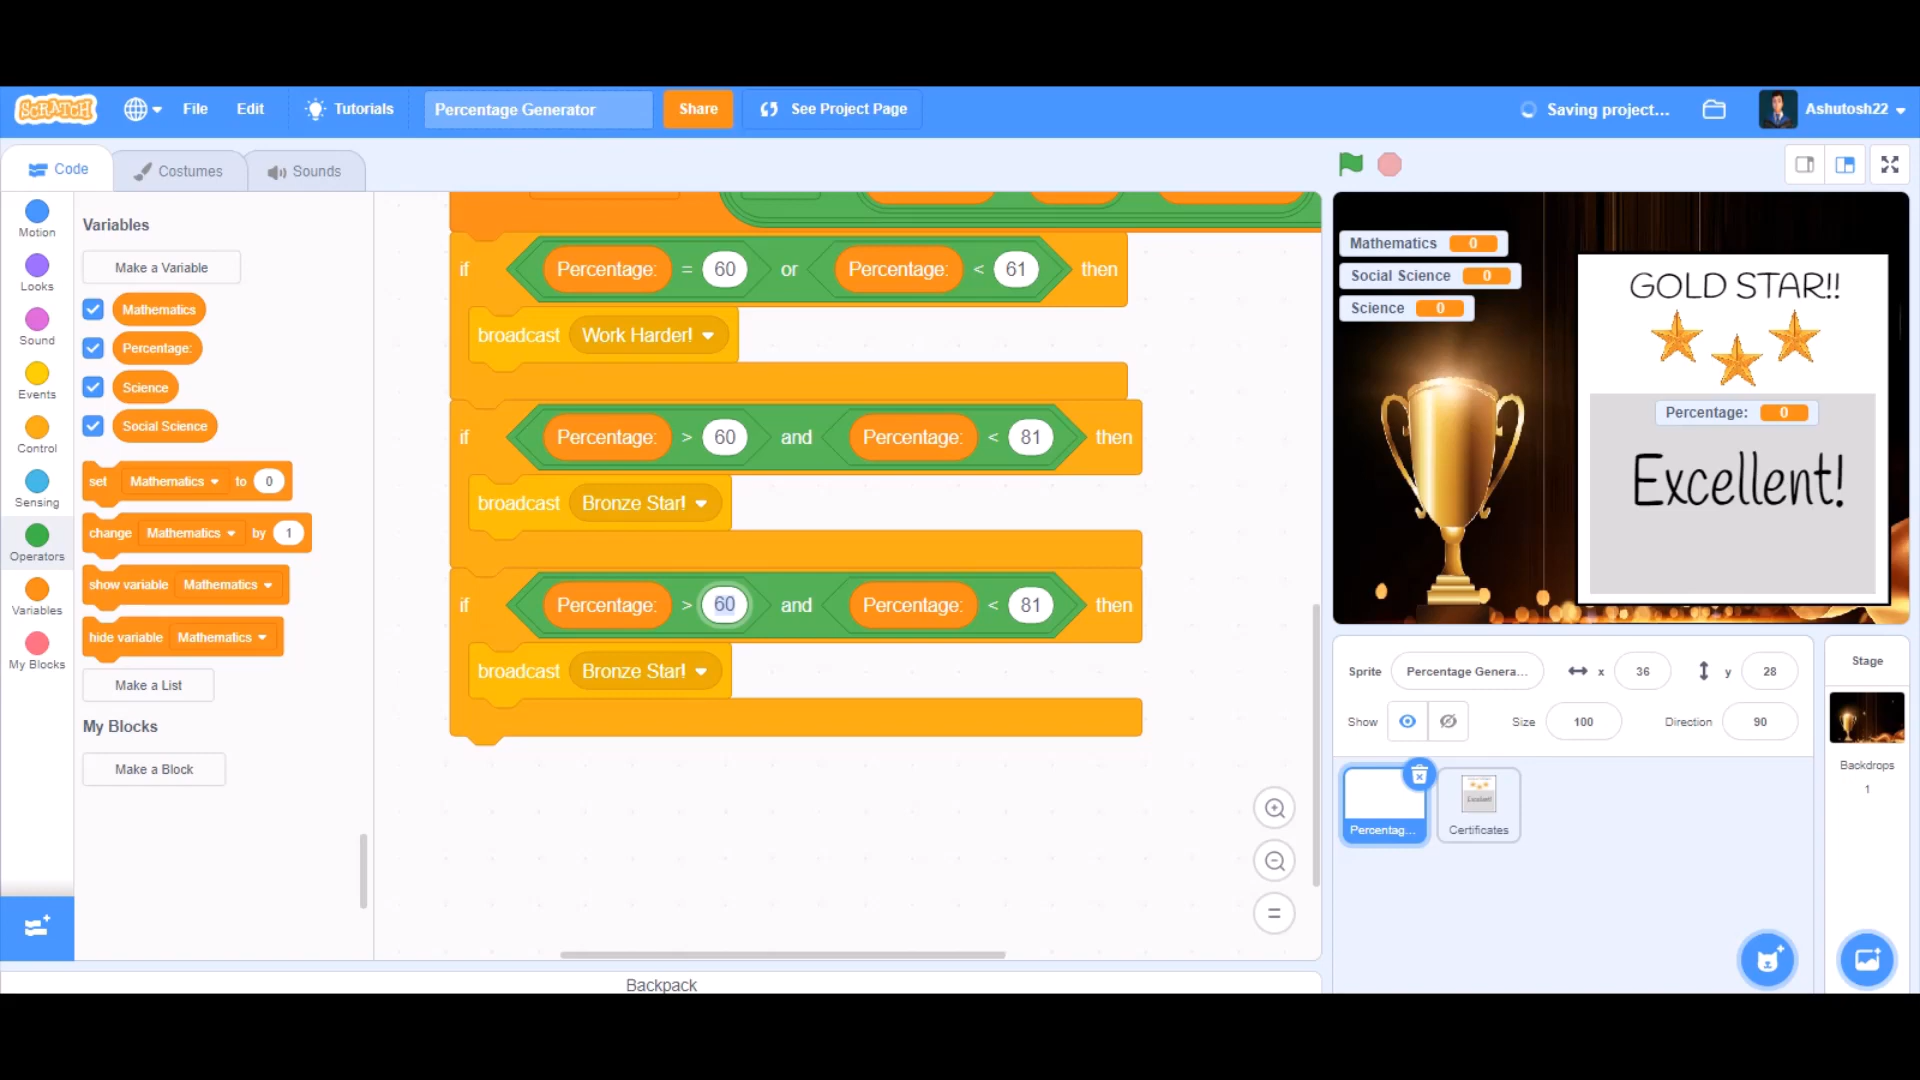 SCRATCH
File
Edit
Tutorials
Percentage Generator
Share
See Project Page
Saving project...
Ashutosh22
Code
Costumes
Sounds
Motion
Looks
Sound
Events
Control
Sensing
Operators
Variables
My Blocks
Variables
Make a Variable
Mathematics
Percentage:
Science
Social Science
set Mathematics to 0
change Mathematics by 1
show variable Mathematics
hide variable Mathematics
Make a List
My Blocks
Make a Block
if Percentage: = 60 or Percentage: < 61 then
broadcast Work Harder!
if Percentage: > 60 and Percentage: < 81 then
broadcast Bronze Star!
if Percentage: > 60 and Percentage: < 81 then
broadcast Bronze Star!
Backpack
Mathematics 0
Social Science 0
Science 0
GOLD STAR!!
Percentage: 0
Excellent!
Sprite Percentage Genera... x 36 y 28
Show Size 100 Direction 90
Percentag...
Certificates
Stage
Backdrops
1